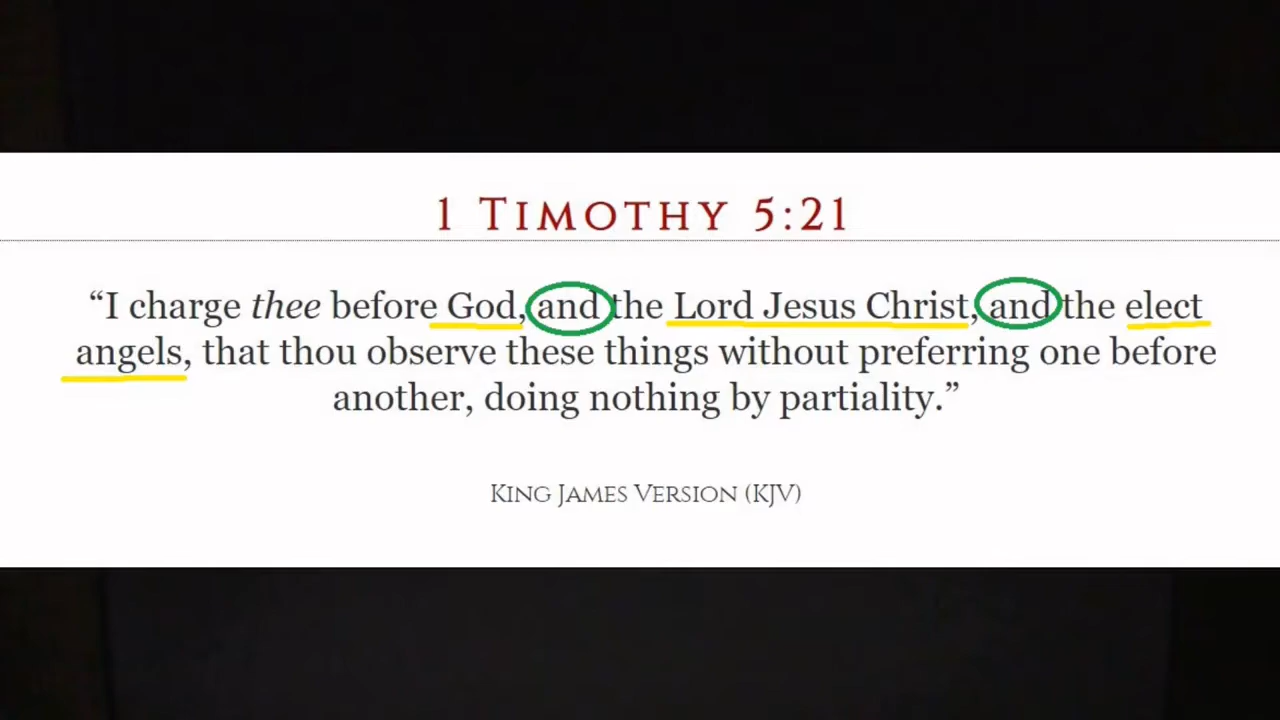 1 Timothy 5:21
“I charge thee before God, and the Lord Jesus Christ, and the elect
angels, that thou observe these things without preferring one before
another, doing nothing by partiality.”
King James Version (KJV)